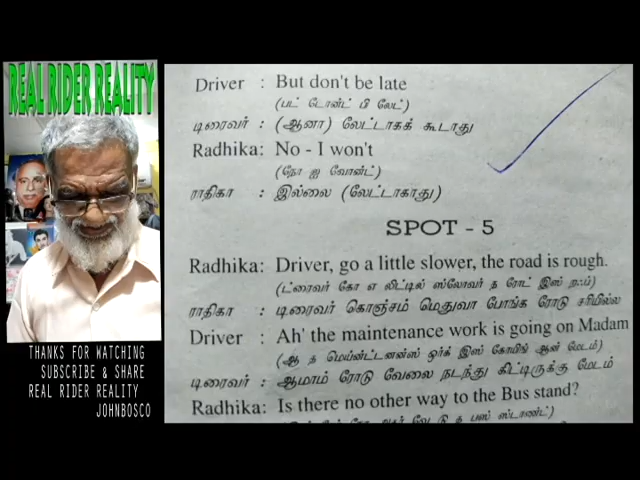 REAL RIDER REALITY
Driver : But don't be late
(பட் டோன்ட் பி லேட்)
டிரைவர் : (ஆனா) லேட்டாகக் கூடாது
Radhika: No - I won't
(நோ ஐ வோன்ட்)
ராதிகா : இல்லை (லேட்டாகாது)
SPOT - 5
Radhika: Driver, go a little slower, the road is rough.
(ட்ரைவர் கோ எ லிட்டில் ஸ்லோவர் த ரோட் இஸ் றஃப்)
ராதிகா : டிரைவர் கொஞ்சம் மெதுவா போங்க ரோடு சரியில்ல
Driver : Ah' the maintenance work is going on Madam
(ஆ த மெய்ன்ட்டனன்ஸ் ஒர்க் இஸ் கோயிங் ஆன் மேடம்)
டிரைவர் : ஆமாம் ரோடு வேலை நடந்து கிட்டிருக்கு மேடம்
Radhika: Is there no other way to the Bus stand?
THANKS FOR WATCHING
SUBSCRIBE & SHARE
REAL RIDER REALITY
JOHNBOSCO